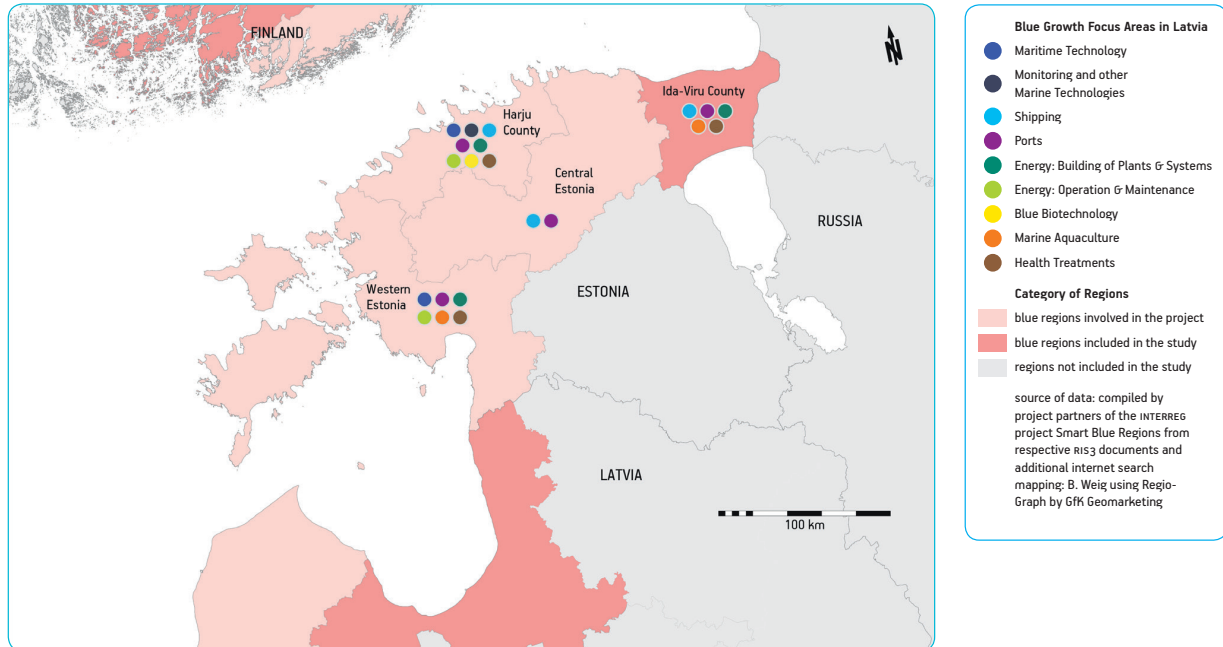 FINLAND
Ida-Viru County
Harju
County
Central
Estonia
RUSSIA
Western
Estonia
ESTONIA
LATVIA
100 km
N
Blue Growth Focus Areas in Latvia
Maritime Technology
Monitoring and other
Marine Technologies
Shipping
Ports
Energy: Building of Plants & Systems
Energy: Operation & Maintenance
Blue Biotechnology
Marine Aquaculture
Health Treatments
Category of Regions
blue regions involved in the project
blue regions included in the study
regions not included in the study
source of data: compiled by
project partners of the INTERREG
project Smart Blue Regions from
respective RIS3 documents and
additional internet search
mapping: B. Weig using Regio-
Graph by GfK Geomarketing